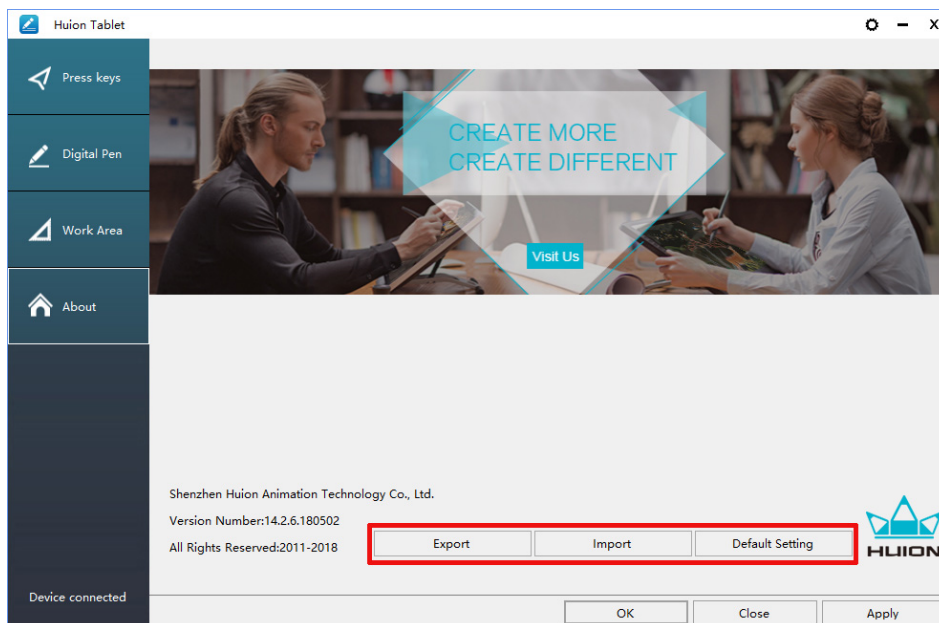 Huion Tablet
X
Press keys
Digital Pen
Work Area
About
CREATE MORE
CREATE DIFFERENT
Visit Us
Shenzhen Huion Animation Technology Co., Ltd.
Version Number:14.2.6.180502
All Rights Reserved:2011-2018
Export
Import
Default Setting
HUION
Device connected
OK
Close
Apply